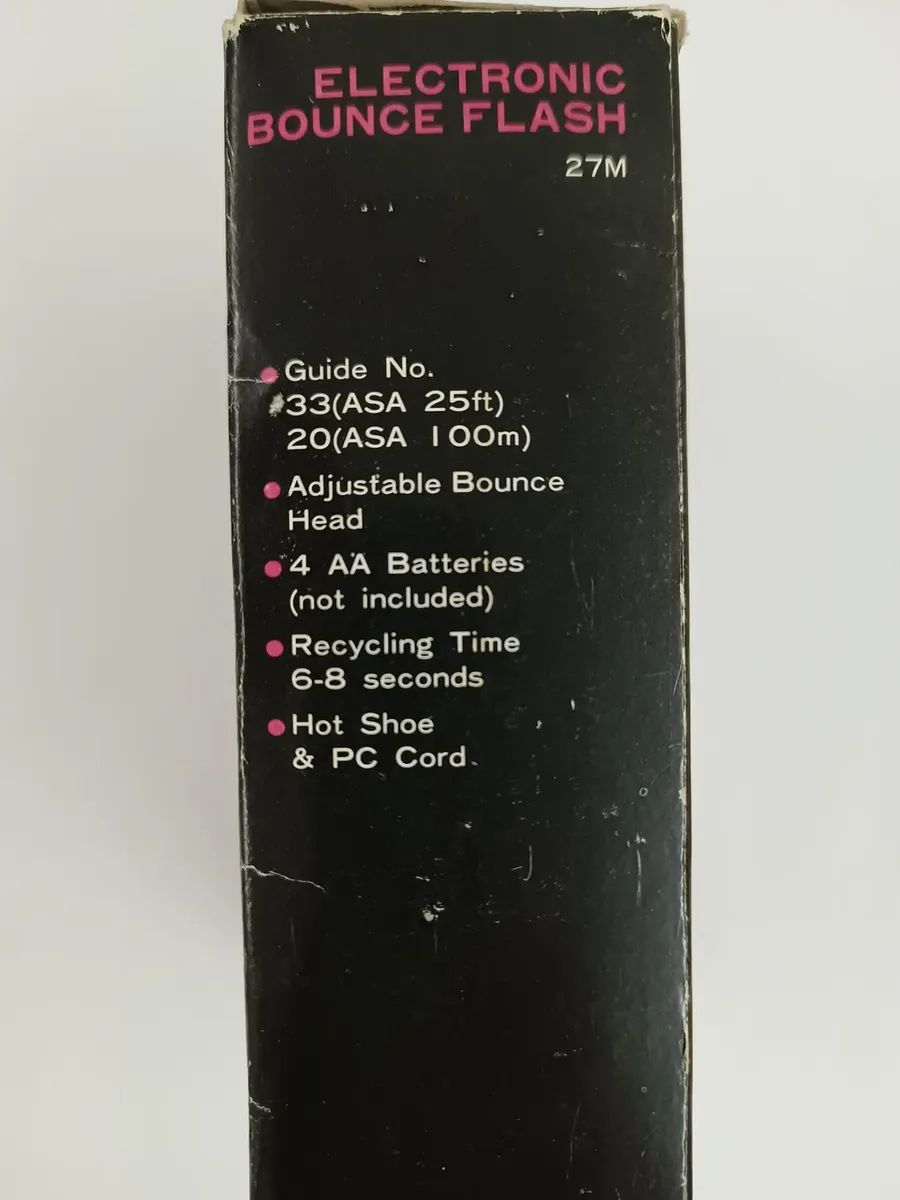 ELECTRONIC
BOUNCE FLASH
27M
Guide No.
33(ASA 25ft)
20(ASA 100m)
Adjustable Bounce
Head
4 AA Batteries
(not included)
Recycling Time
6-8 seconds
Hot Shoe
& PC Cord